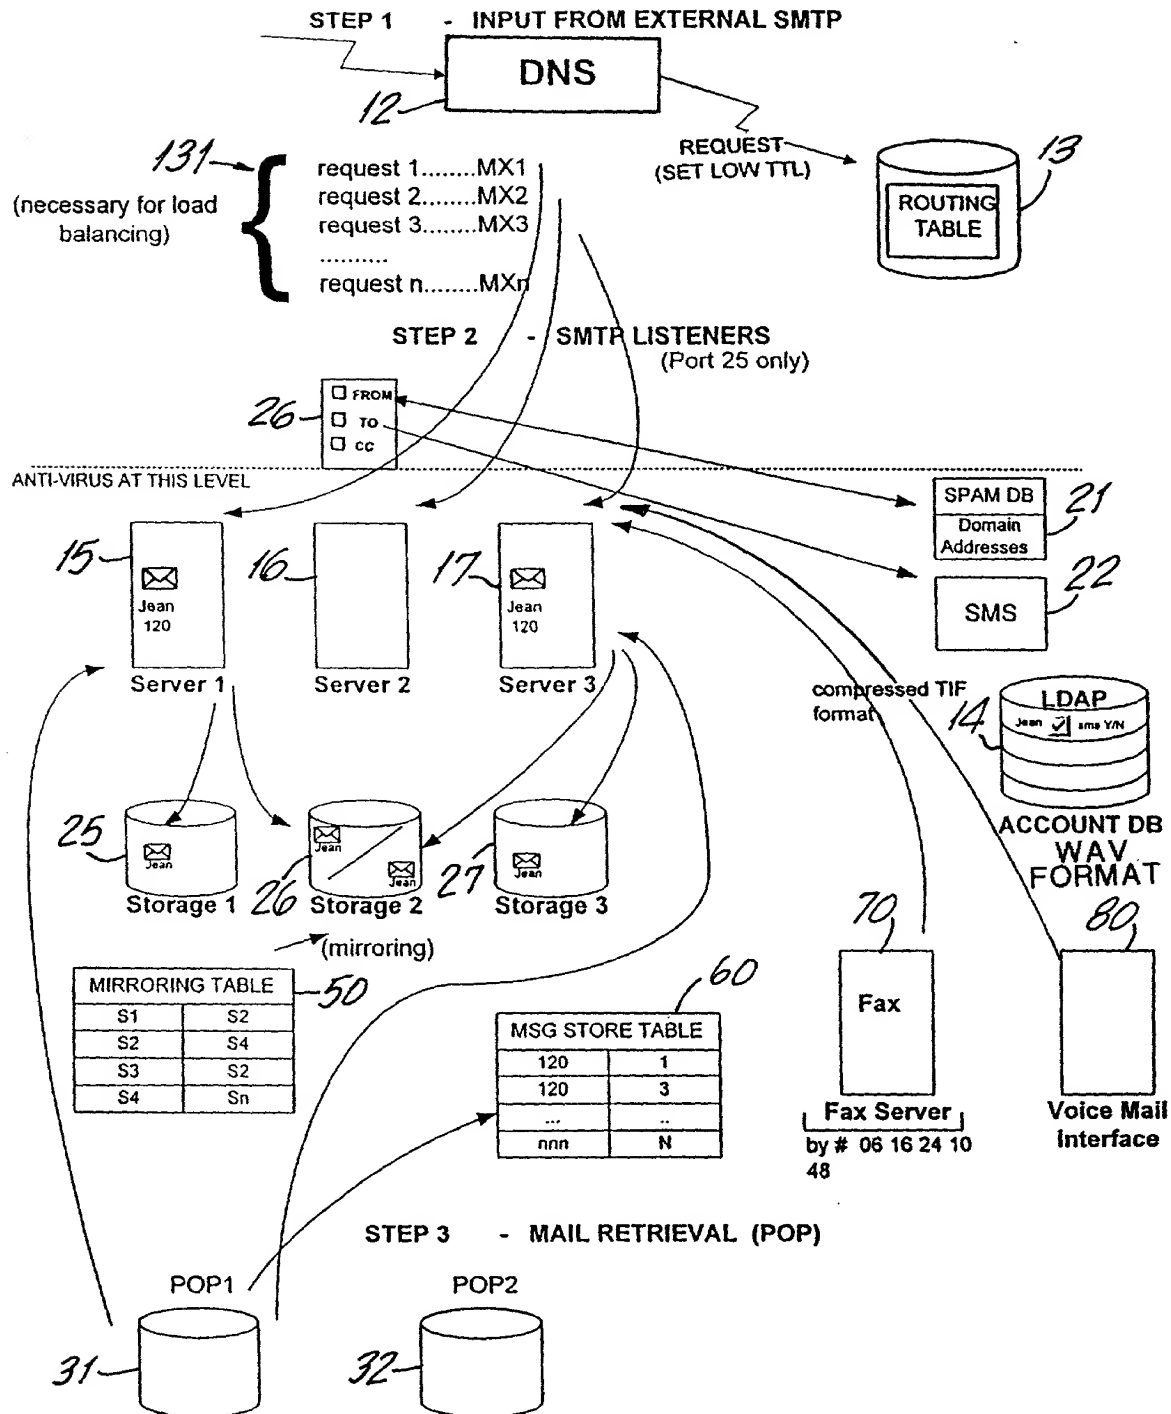 STEP 1 - INPUT FROM EXTERNAL SMTP
DNS
12
REQUEST
(SET LOW TTL)
13
ROUTING
TABLE
131
(necessary for load
balancing)
request 1........MX1
request 2........MX2
request 3........MX3
..........
request n........MXn
STEP 2 - SMTP LISTENERS
(Port 25 only)
26
FROM
TO
CC
ANTI-VIRUS AT THIS LEVEL
SPAM DB
Domain
Addresses
21
SMS
22
15
Jean
120
Server 1
16
Server 2
17
Jean
120
Server 3
compressed TIF
format
14
LDAP
Jean sms Y/N
ACCOUNT DB
WAV
FORMAT
25
Jean
Storage 1
26
Jean
Jean
Storage 2
27
Jean
Storage 3
(mirroring)
MIRRORING TABLE
S1 S2
S2 S4
S3 S2
S4 Sn
50
60
MSG STORE TABLE
120 1
120 3
... ..
nnn N
70
Fax
Fax Server
by # 06 16 24 10
48
80
Voice Mail
Interface
STEP 3 - MAIL RETRIEVAL (POP)
POP1
31
POP2
32